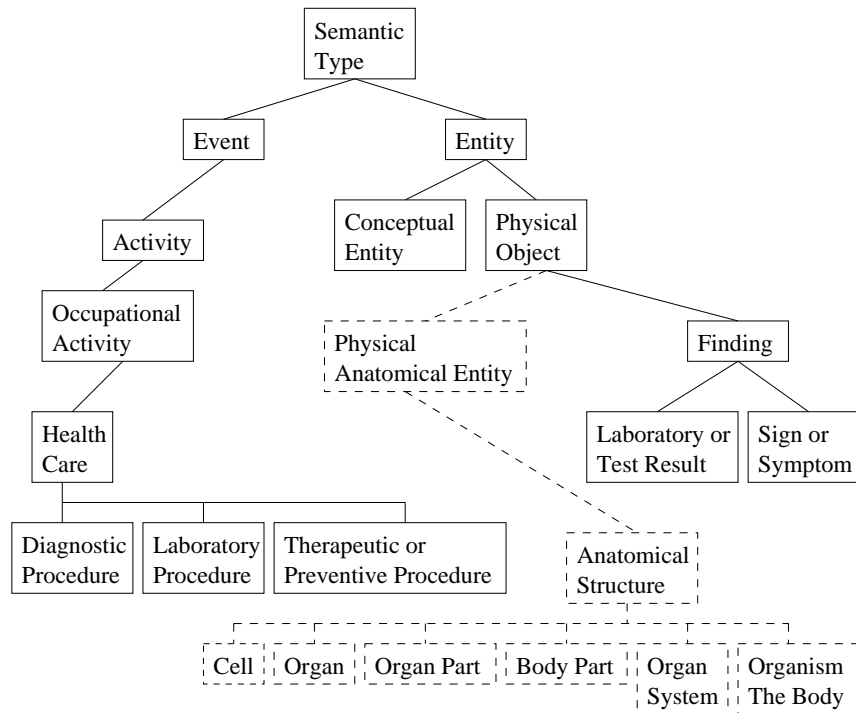 Semantic
Type
Event
Entity
Conceptual
Entity
Physical
Object
Activity
Occupational
Activity
Physical
Anatomical Entity
Finding
Health
Care
Laboratory or
Test Result
Sign or
Symptom
Diagnostic
Procedure
Laboratory
Procedure
Therapeutic or
Preventive Procedure
Anatomical
Structure
Cell
Organ
Organ Part
Body Part
Organ
System
Organism
The Body